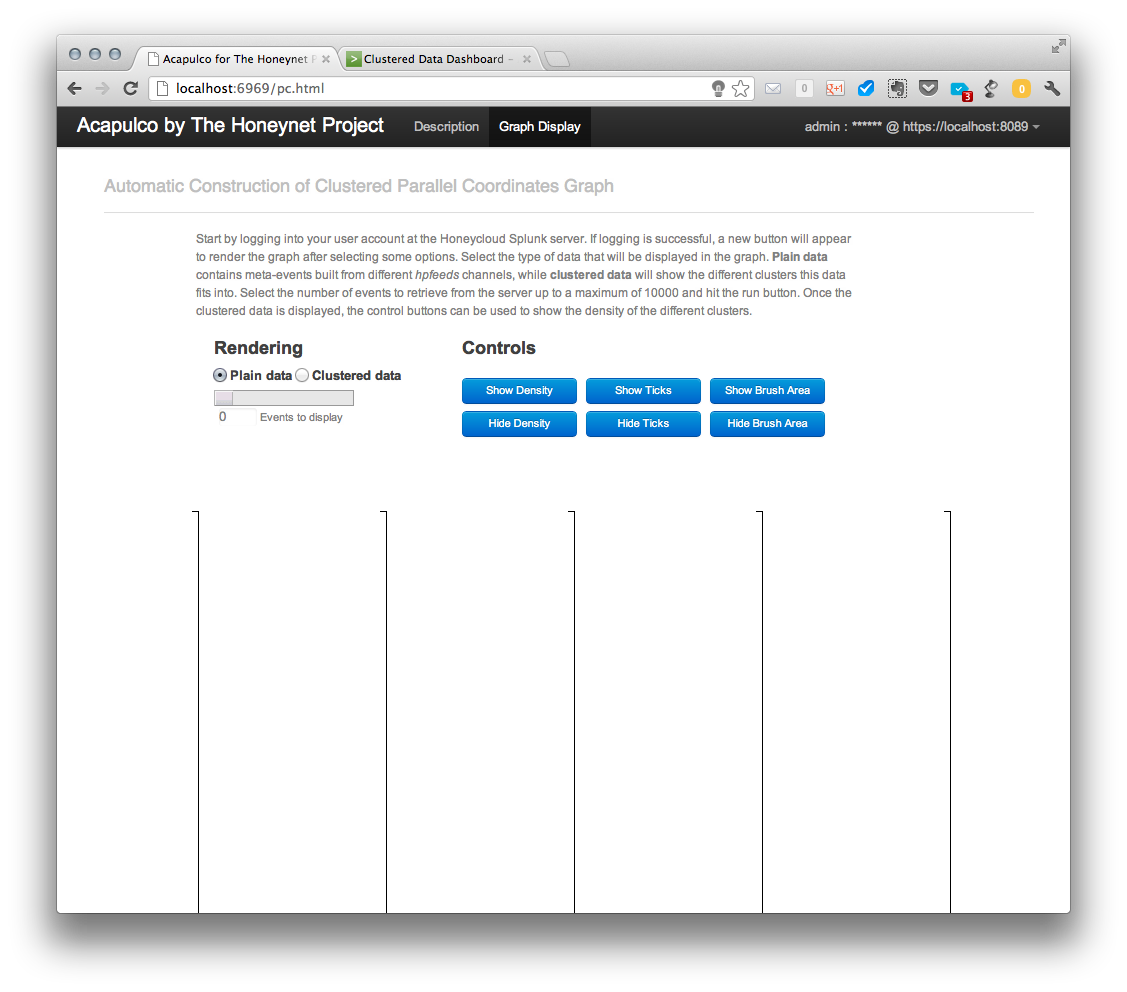 Acapulco for The Honeynet P
Clustered Data Dashboard -
localhost:6969/pc.html
0
+1
3
0
Acapulco by The Honeynet Project
Description
Graph Display
admin : ****** @ https://localhost:8089
Automatic Construction of Clustered Parallel Coordinates Graph
Start by logging into your user account at the Honeycloud Splunk server. If logging is successful, a new button will appear
to render the graph after selecting some options. Select the type of data that will be displayed in the graph. Plain data
contains meta-events built from different hpfeeds channels, while clustered data will show the different clusters this data
fits into. Select the number of events to retrieve from the server up to a maximum of 10000 and hit the run button. Once the
clustered data is displayed, the control buttons can be used to show the density of the different clusters.
Rendering
Plain data
Clustered data
0
Events to display
Controls
Show Density
Show Ticks
Show Brush Area
Hide Density
Hide Ticks
Hide Brush Area